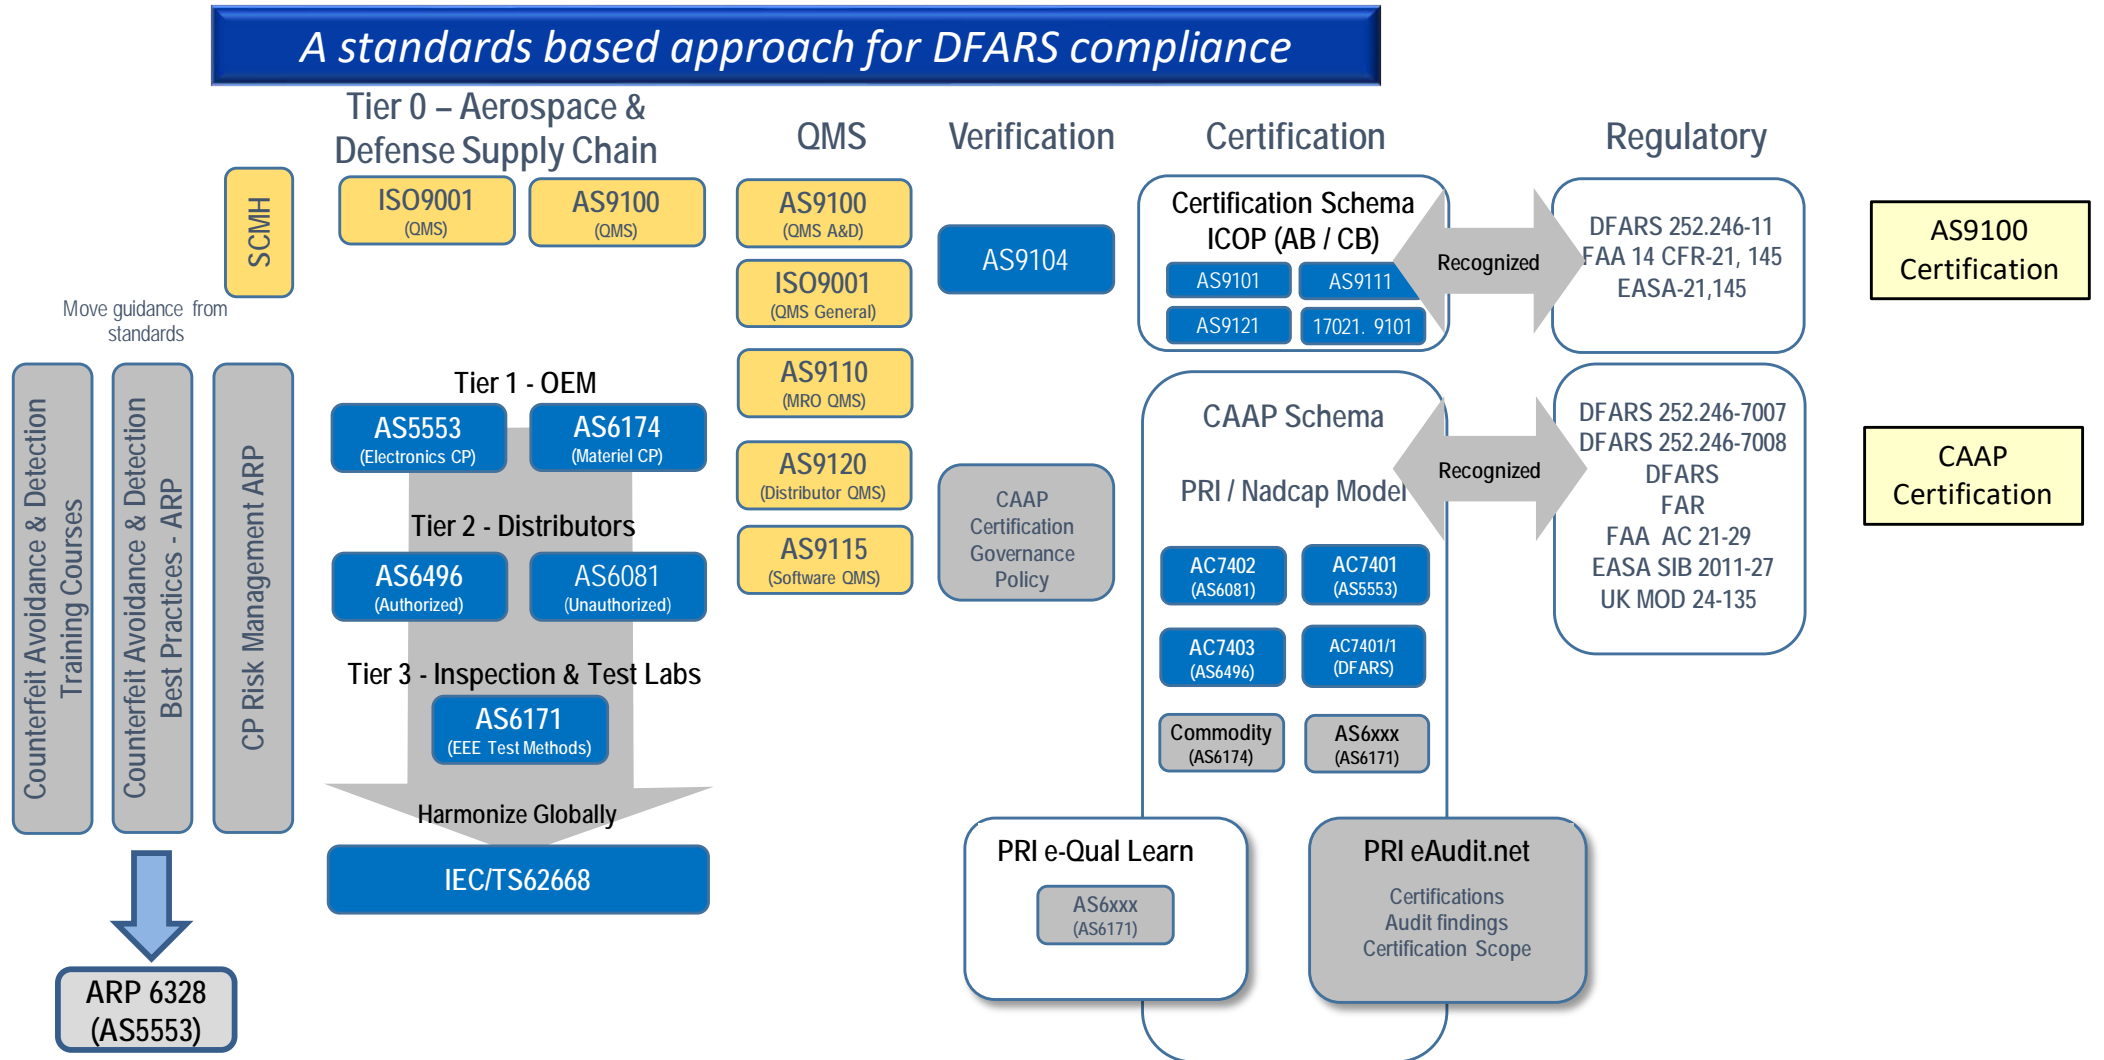 A standards based approach for DFARS compliance
Tier 0 – Aerospace &
Defense Supply Chain
QMS
Verification
Certification
Regulatory
SCMH
ISO9001
(QMS)
AS9100
(QMS)
AS9100
(QMS A&D)
ISO9001
(QMS General)
AS9110
(MRO QMS)
AS9120
(Distributor QMS)
AS9115
(Software QMS)
AS9104
CAAP
Certification
Governance
Policy
Certification Schema
ICOP (AB / CB)
AS9101
AS9111
AS9121
17021. 9101
Recognized
DFARS 252.246-11
FAA 14 CFR-21, 145
EASA-21,145
AS9100
Certification
Move guidance from
standards
Counterfeit Avoidance & Detection
Training Courses
Counterfeit Avoidance & Detection
Best Practices - ARP
CP Risk Management ARP
ARP 6328
(AS5553)
Tier 1 - OEM
AS5553
(Electronics CP)
AS6174
(Materiel CP)
Tier 2 - Distributors
AS6496
(Authorized)
AS6081
(Unauthorized)
Tier 3 - Inspection & Test Labs
AS6171
(EEE Test Methods)
Harmonize Globally
IEC/TS62668
CAAP Schema
PRI / Nadcap Model
AC7402
(AS6081)
AC7401
(AS5553)
AC7403
(AS6496)
AC7401/1
(DFARS)
Commodity
(AS6174)
AS6xxx
(AS6171)
Recognized
DFARS 252.246-7007
DFARS 252.246-7008
DFARS
FAR
FAA AC 21-29
EASA SIB 2011-27
UK MOD 24-135
CAAP
Certification
PRI e-Qual Learn
AS6xxx
(AS6171)
PRI eAudit.net
Certifications
Audit findings
Certification Scope